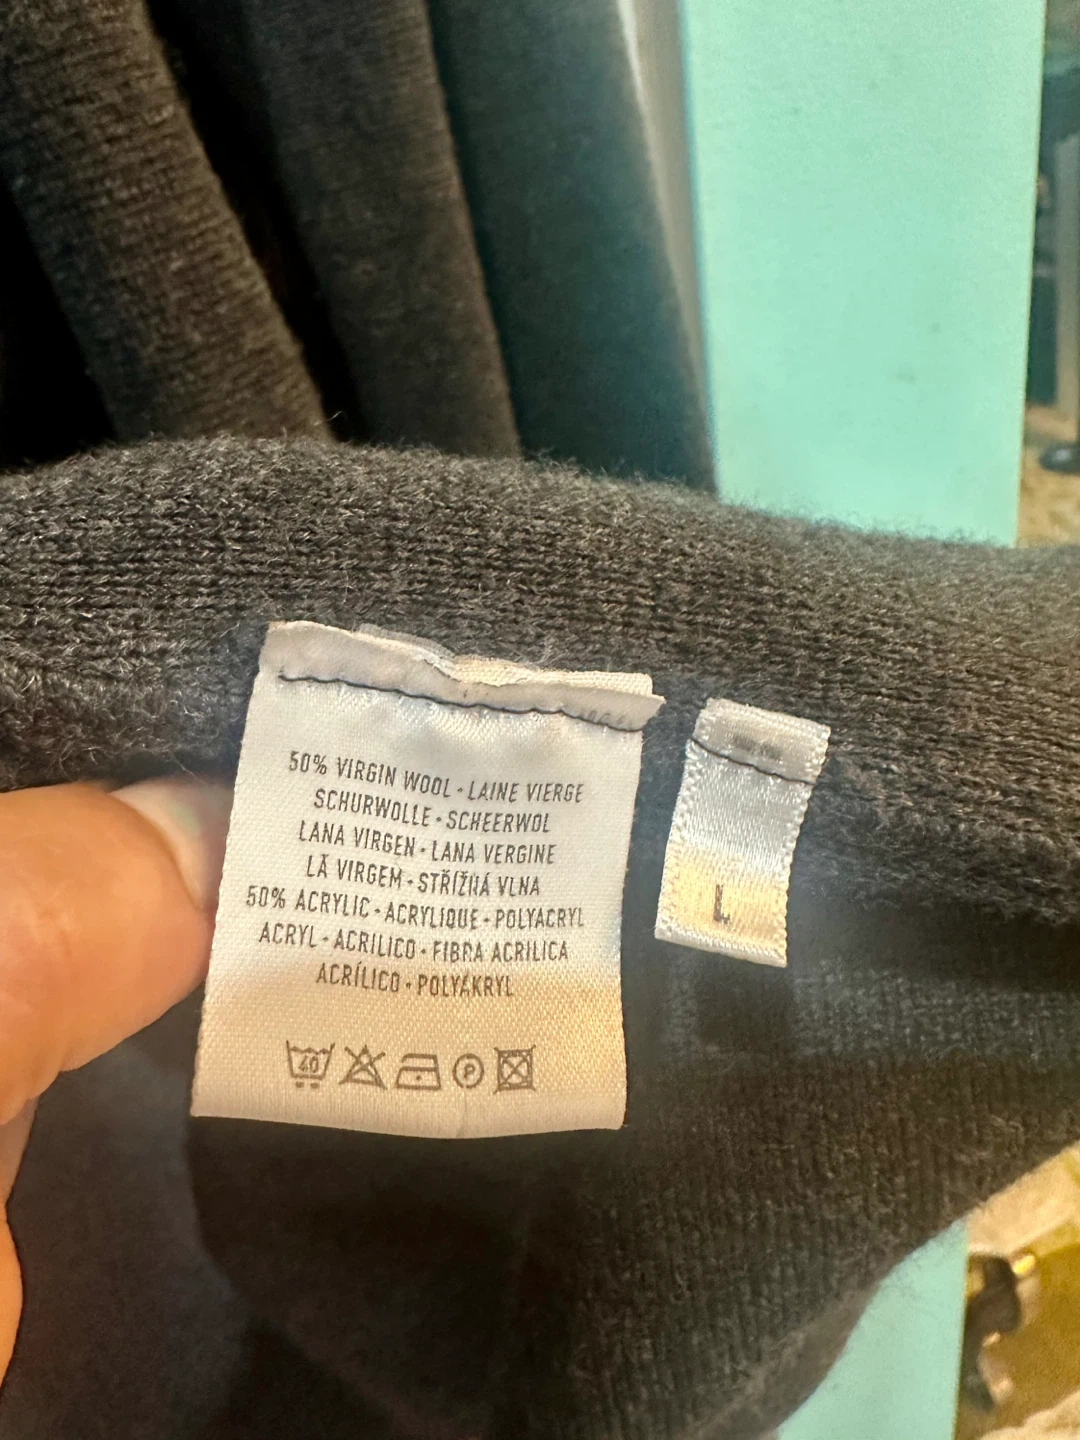 50% VIRGIN WOOL · LAINE VIERGE
SCHURWOLLE · SCHEERWOL
LANA VIRGEN · LANA VERGINE
LÃ VIRGEM · STŘÍŽNÁ VLNA
50% ACRYLIC · ACRYLIQUE · POLYACRYL
ACRYL · ACRILICO · FIBRA ACRILICA
ACRÍLICO · POLYAKRYL
40
P
L